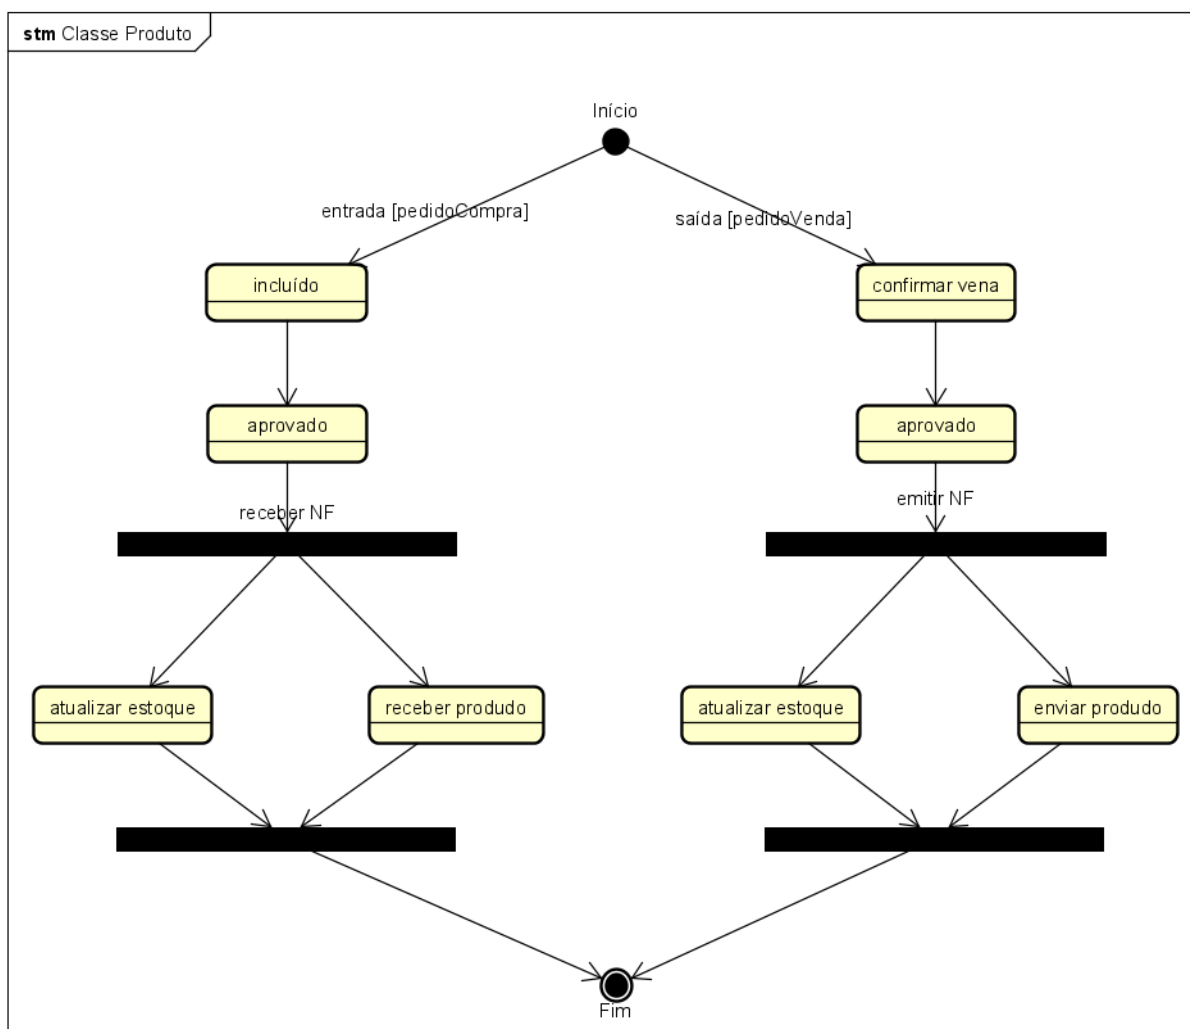 stm Classe Produto
Início
entrada [pedidoCompra]
saída [pedidoVenda]
incluído
confirmar vena
aprovado
aprovado
receber NF
emitir NF
atualizar estoque
receber produdo
atualizar estoque
enviar produdo
Fim